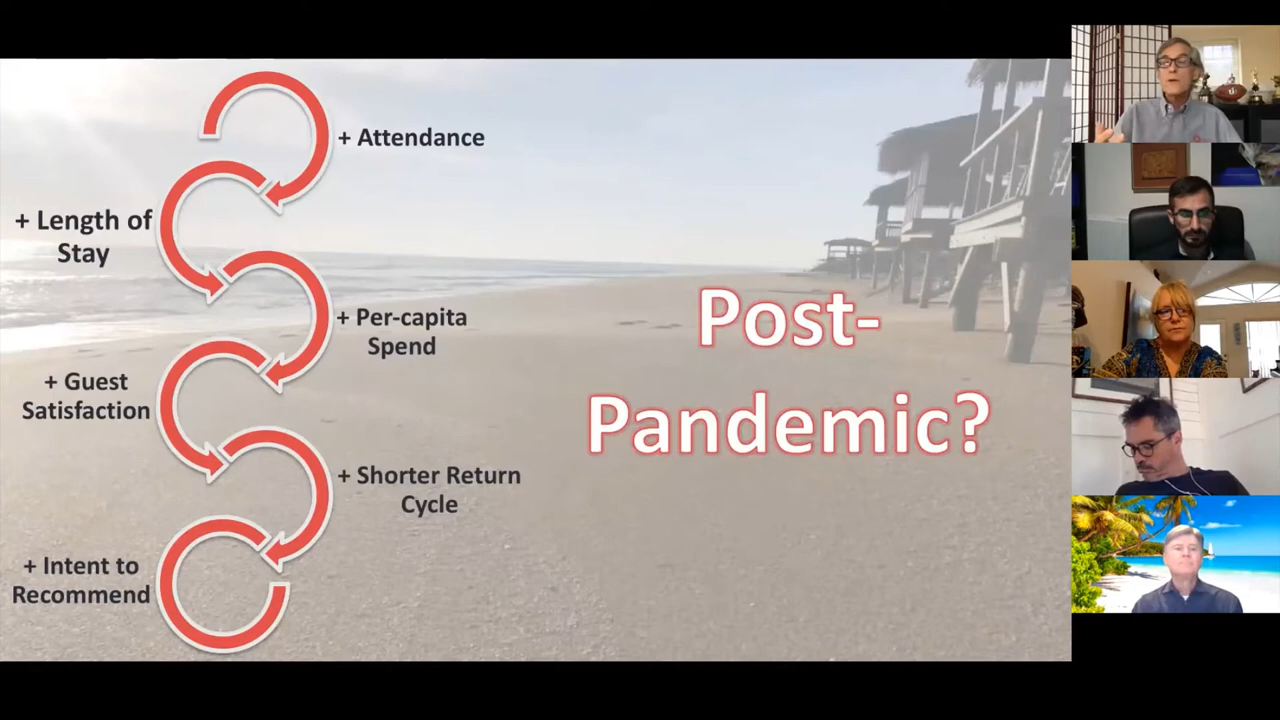 + Attendance
+ Length of
Stay
+ Per-capita
Spend
+ Guest
Satisfaction
+ Shorter Return
Cycle
+ Intent to
Recommend
Post-
Pandemic?